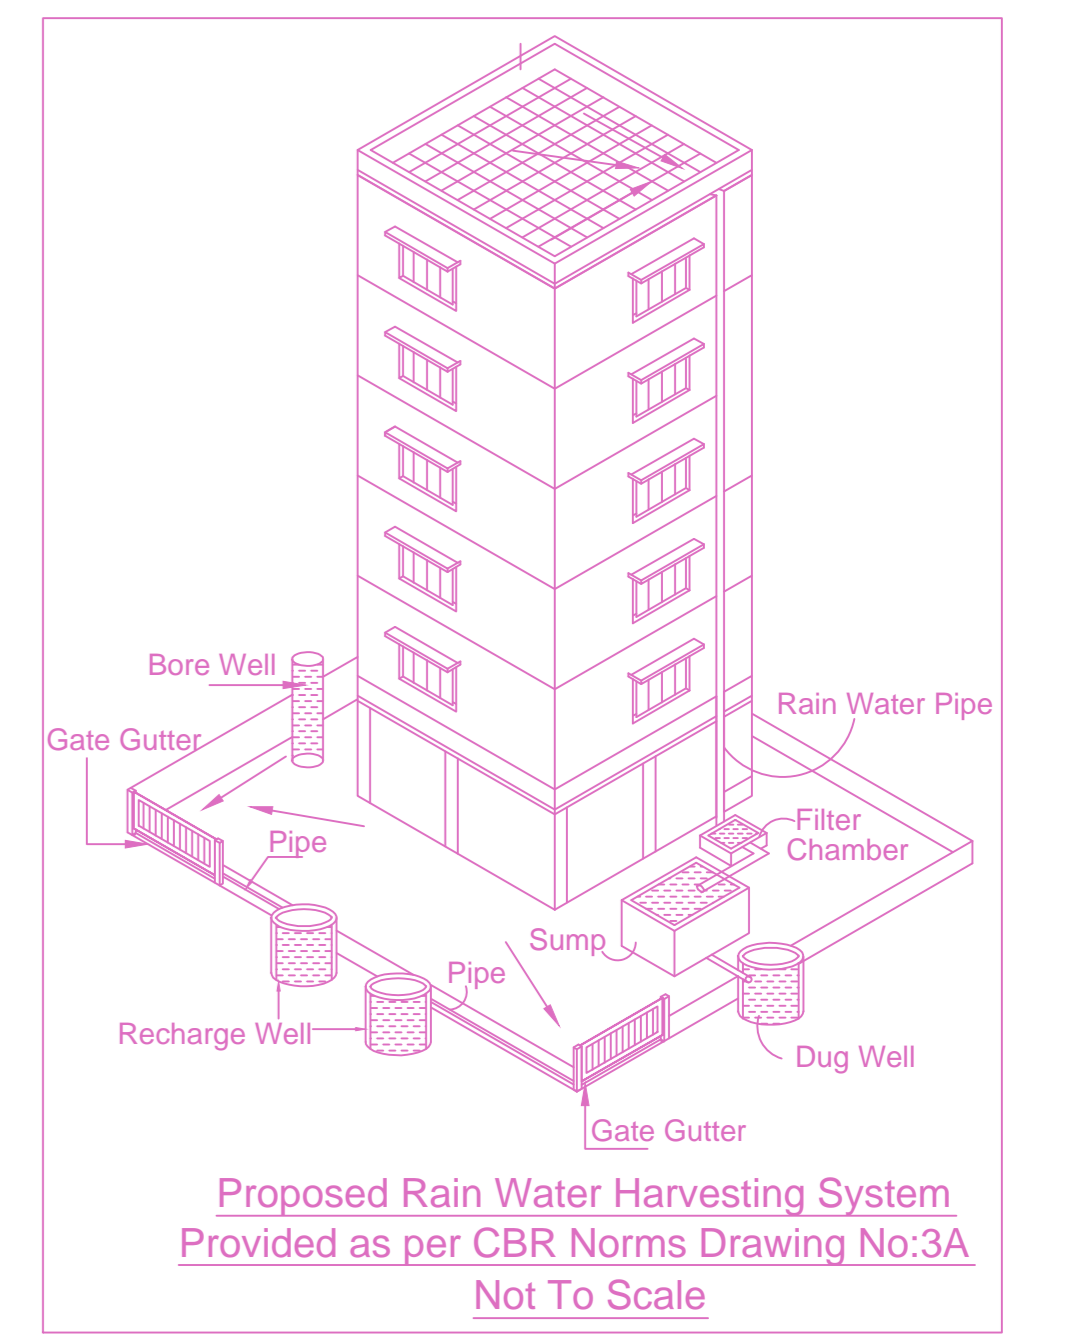 Bore Well
Rain Water Pipe
Gate Gutter
Filter
Chamber
Pipe
Sump
Pipe
Recharge Well
Dug Well
Gate Gutter
Proposed Rain Water Harvesting System
Provided as per CBR Norms Drawing No:3A
Not To Scale